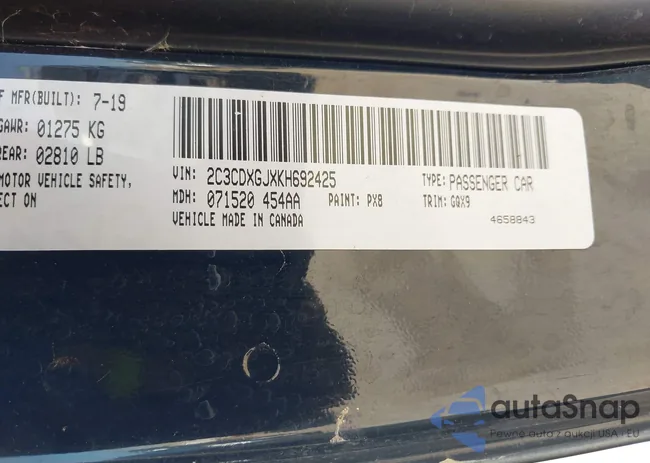 F MFR(BUILT): 7-19
GAWR: 01275 KG
REAR: 02810 LB
MOTOR VEHICLE SAFETY,
ECT ON
VIN: 2C3CDXGJXKH692425 TYPE: PASSENGER CAR
MDH: 071520 454AA PAINT: PX8 TRIM: GQX9
VEHICLE MADE IN CANADA 4658843
autaSnap
Pewne auta z aukcji USA i EU